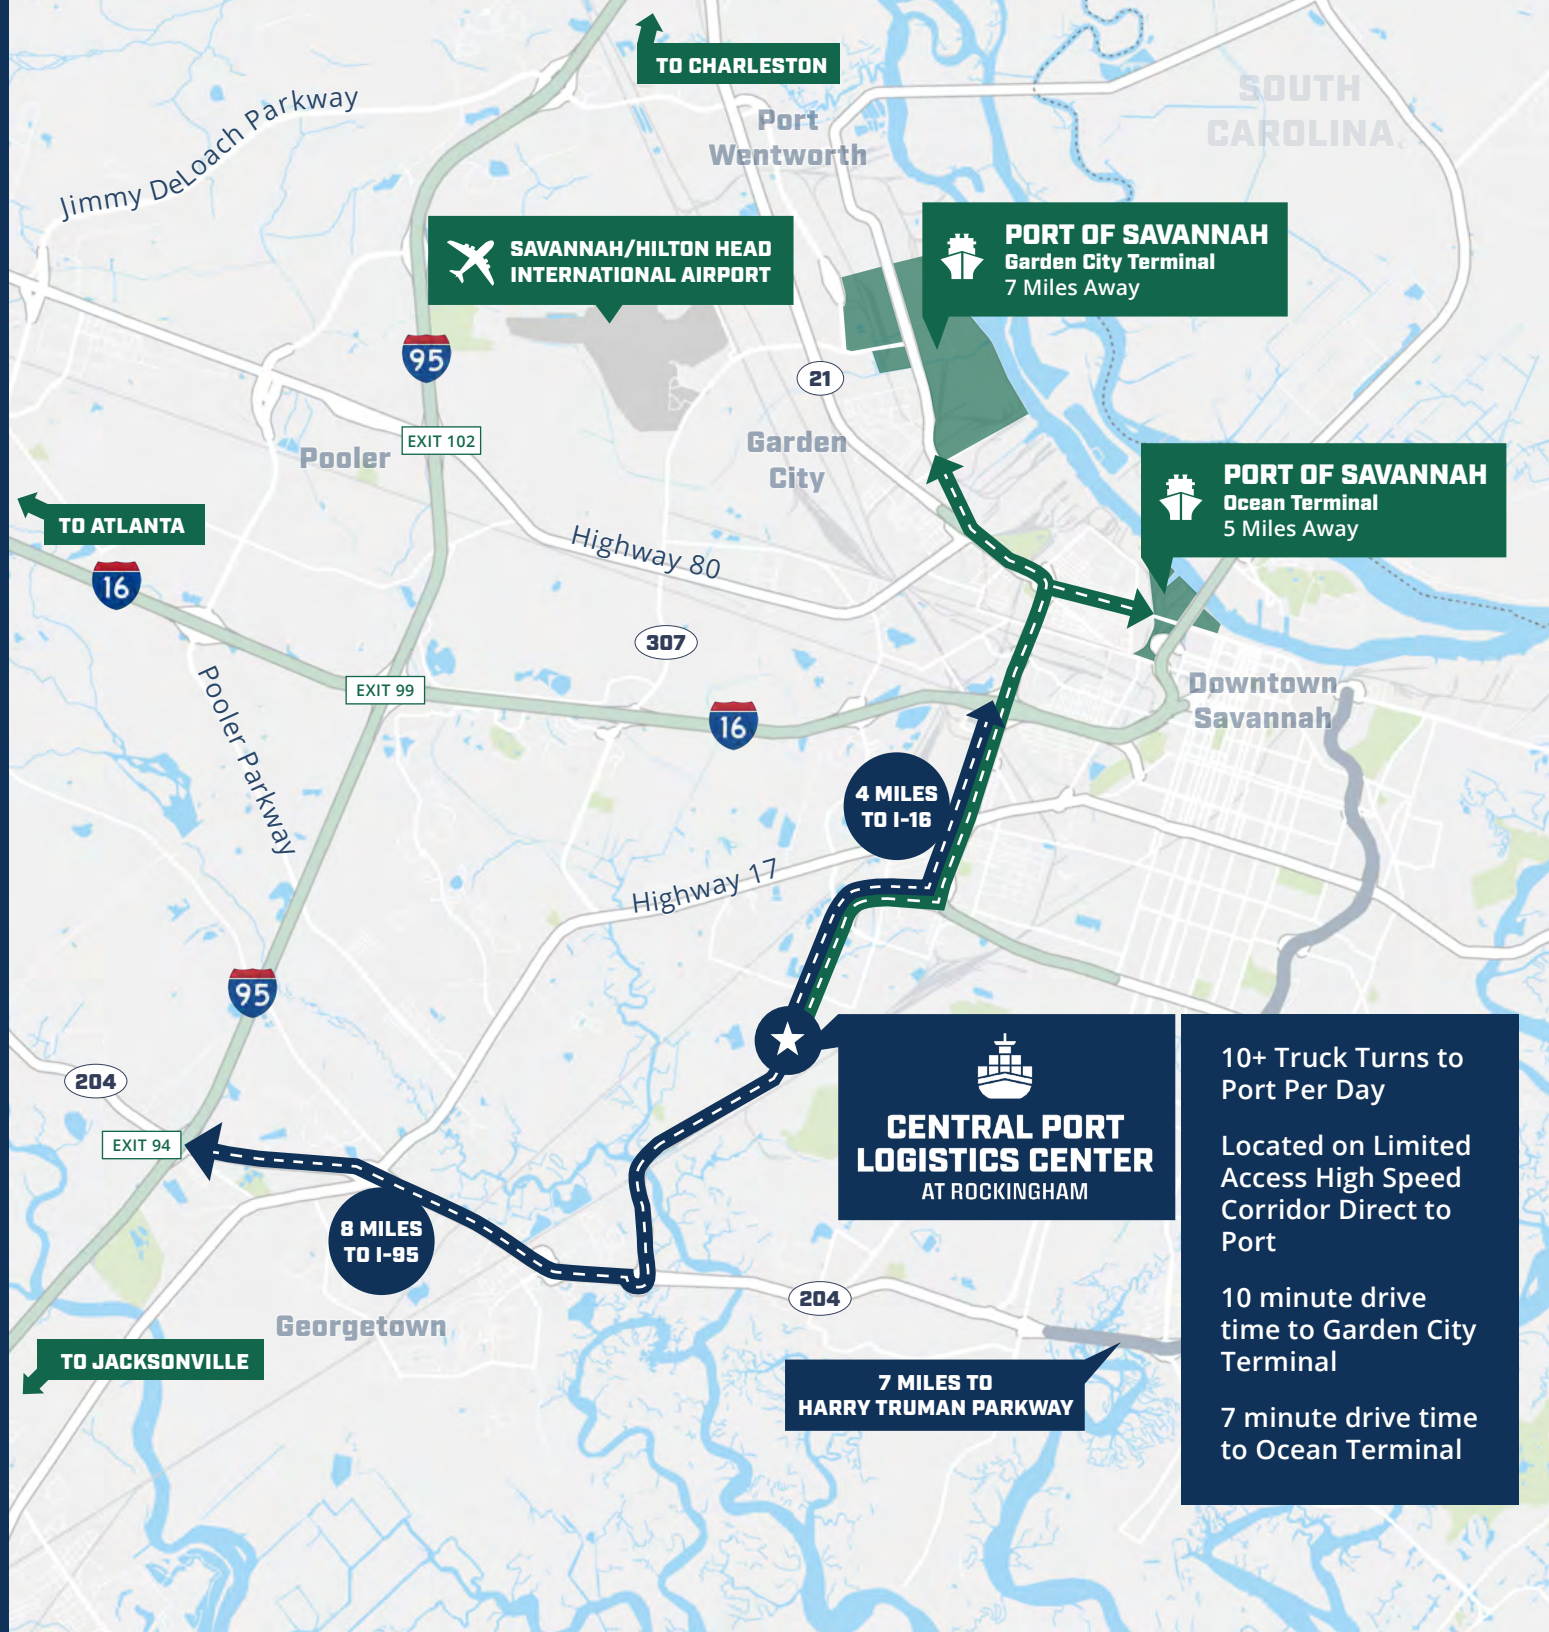 TO CHARLESTON
SOUTH
CAROLINA
Jimmy DeLoach Parkway
Port
Wentworth
SAVANNAH/HILTON HEAD
INTERNATIONAL AIRPORT
PORT OF SAVANNAH
Garden City Terminal
7 Miles Away
95
21
EXIT 102
Pooler
Garden
City
PORT OF SAVANNAH
Ocean Terminal
5 Miles Away
TO ATLANTA
Highway 80
16
307
EXIT 99
Pooler Parkway
16
Downtown
Savannah
4 MILES
TO I-16
Highway 17
95
204
EXIT 94
CENTRAL PORT
LOGISTICS CENTER
AT ROCKINGHAM
10+ Truck Turns to
Port Per Day
Located on Limited
Access High Speed
Corridor Direct to
Port
10 minute drive
time to Garden City
Terminal
7 minute drive time
to Ocean Terminal
8 MILES
TO I-95
204
Georgetown
TO JACKSONVILLE
7 MILES TO
HARRY TRUMAN PARKWAY